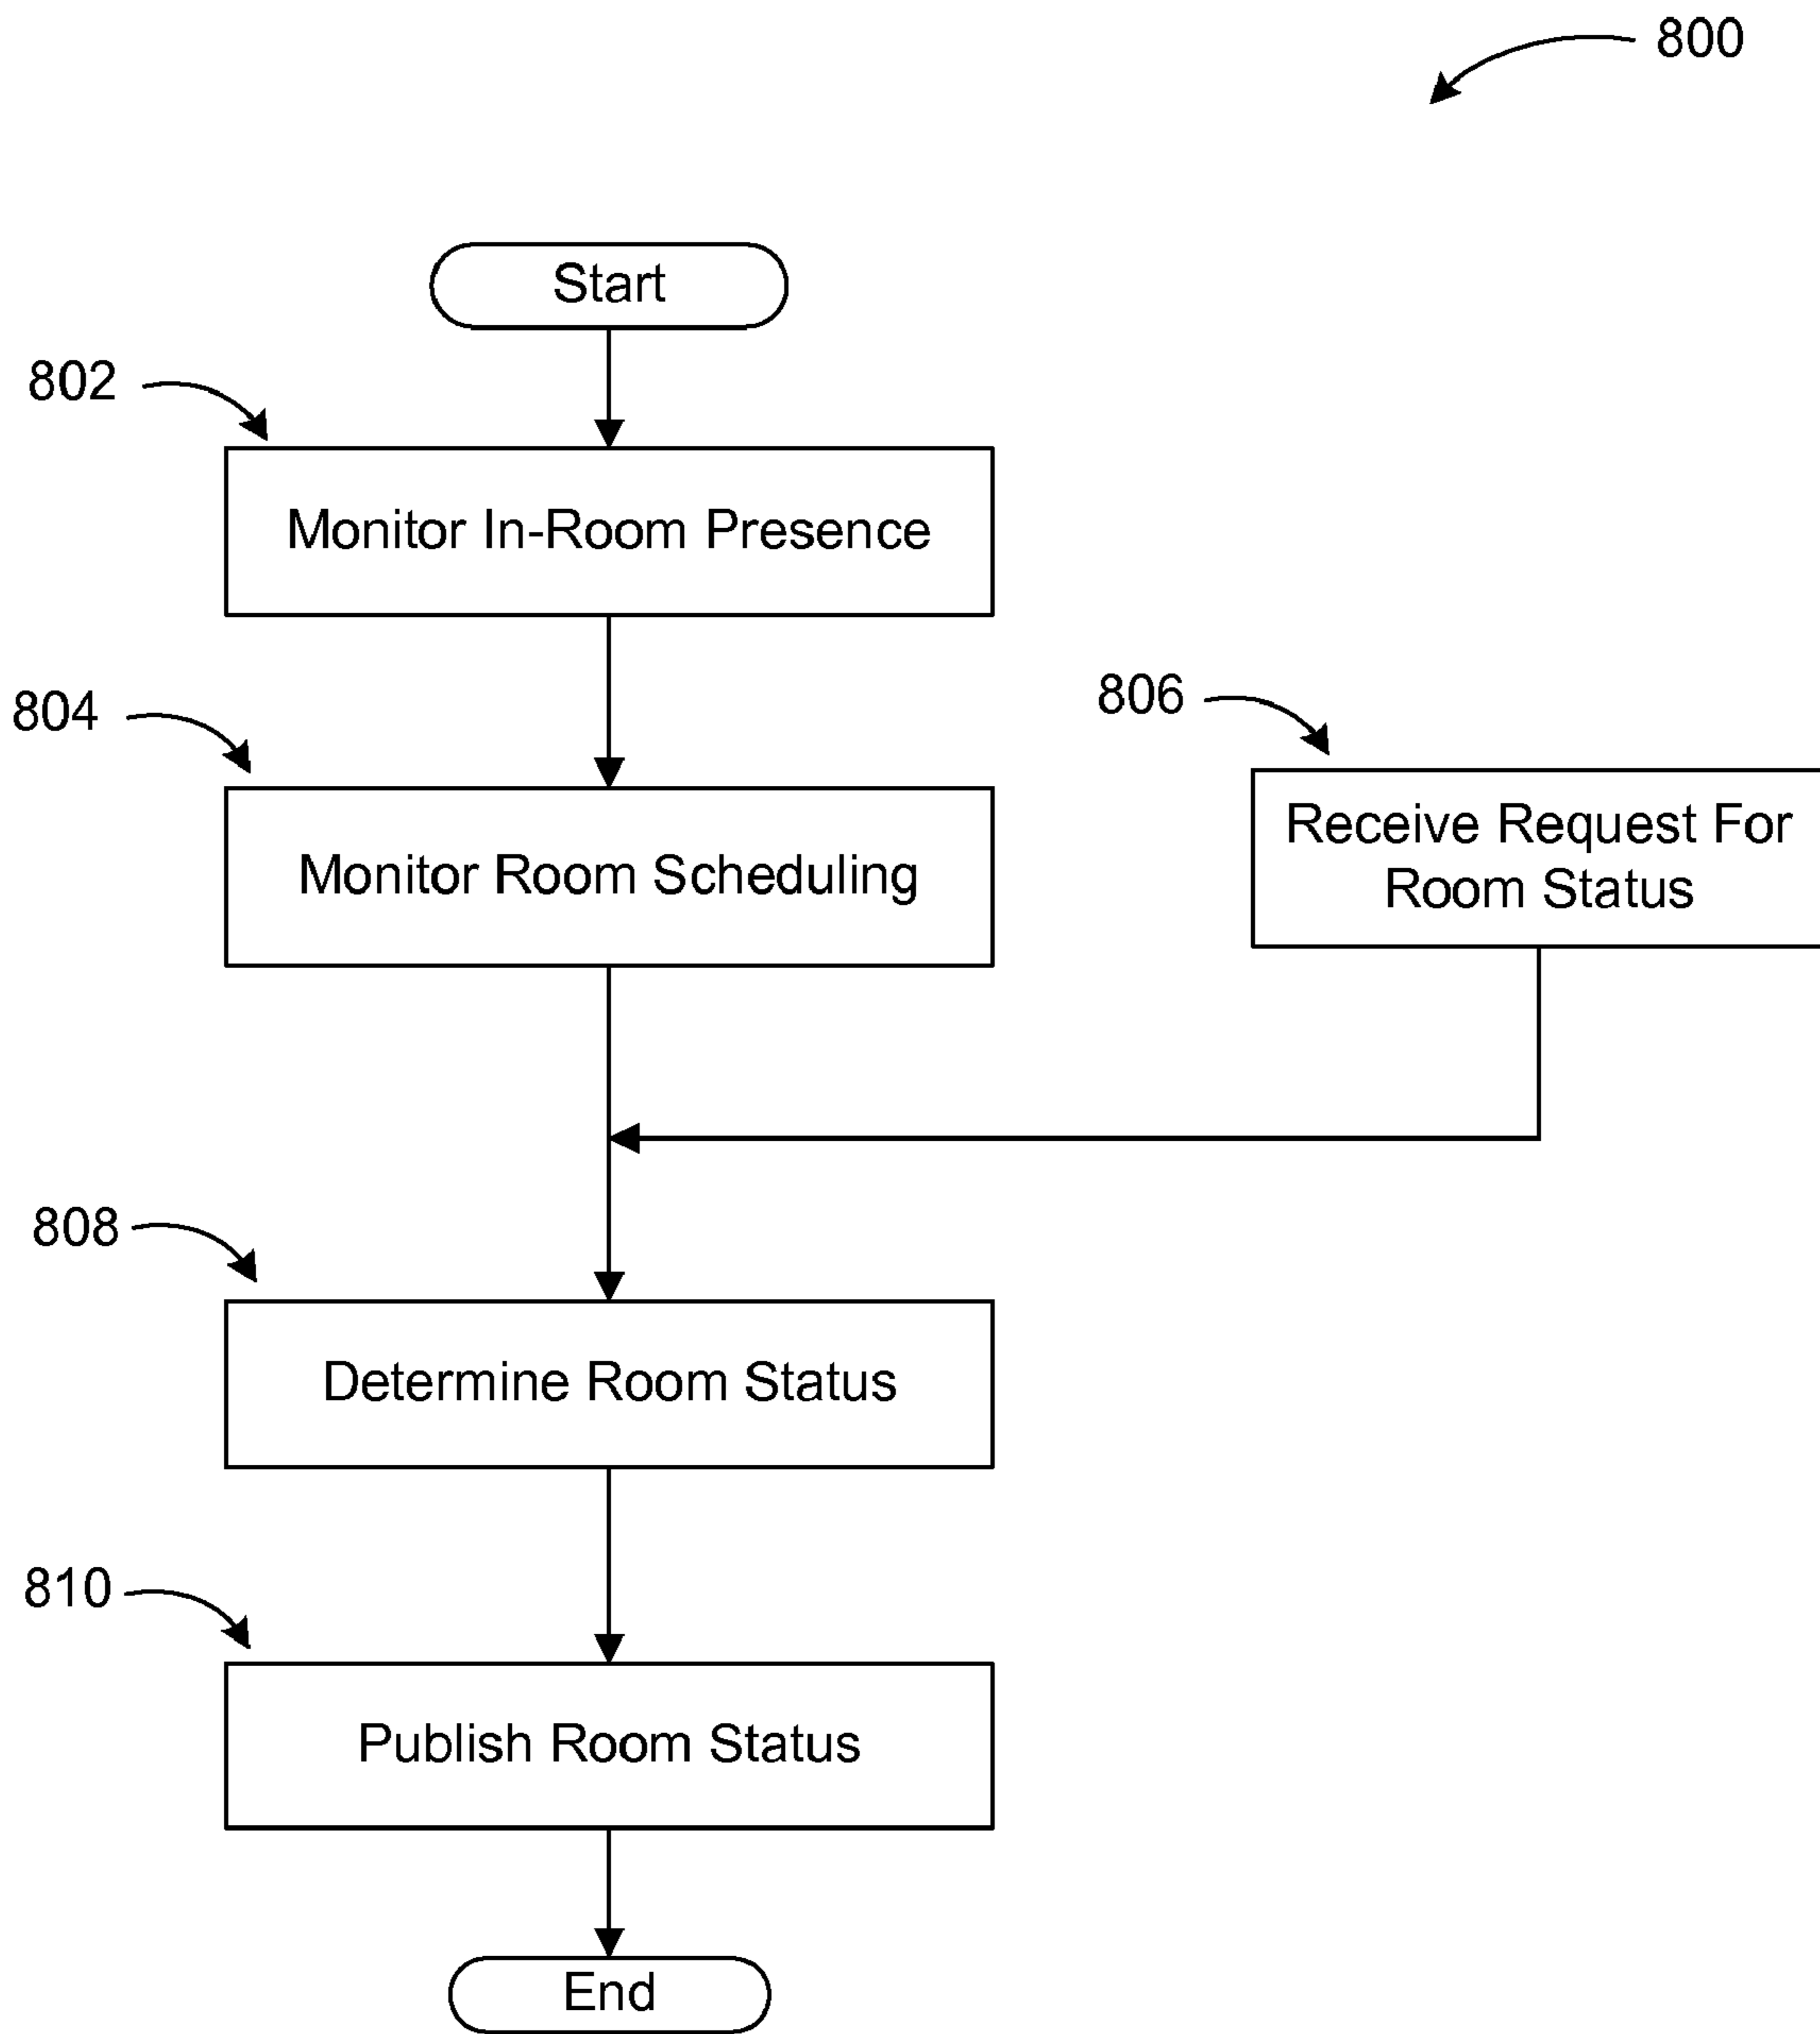 800
Start
802
Monitor In-Room Presence
804
Monitor Room Scheduling
806
Receive Request For
Room Status
808
Determine Room Status
810
Publish Room Status
End